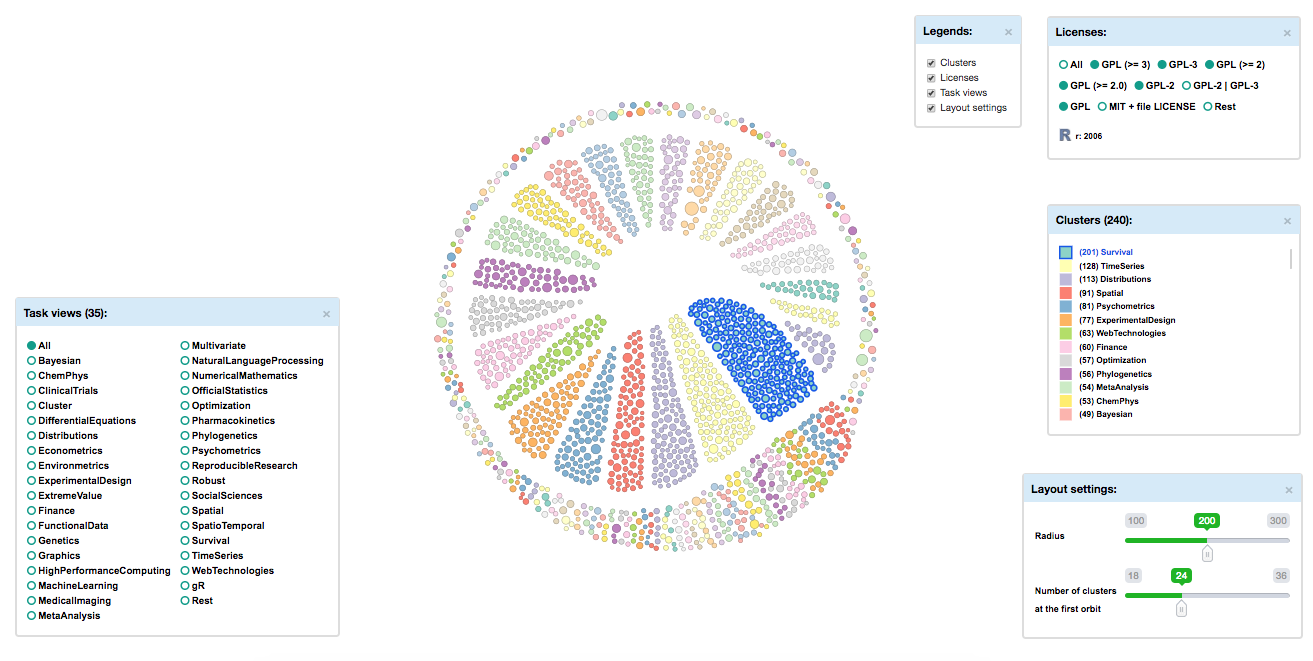 Legends: ×
Clusters
Licenses
Task views
Layout settings
Licenses: ×
All GPL (>= 3) GPL-3 GPL (>= 2)
GPL (>= 2.0) GPL-2 GPL-2 | GPL-3
GPL MIT + file LICENSE Rest
R r: 2006
Clusters (240): ×
(201) Survival
(128) TimeSeries
(113) Distributions
(91) Spatial
(81) Psychometrics
(77) ExperimentalDesign
(63) WebTechnologies
(60) Finance
(57) Optimization
(56) Phylogenetics
(54) MetaAnalysis
(53) ChemPhys
(49) Bayesian
Task views (35): ×
All
Bayesian
ChemPhys
ClinicalTrials
Cluster
DifferentialEquations
Distributions
Econometrics
Environmetrics
ExperimentalDesign
ExtremeValue
Finance
FunctionalData
Genetics
Graphics
HighPerformanceComputing
MachineLearning
MedicalImaging
MetaAnalysis
Multivariate
NaturalLanguageProcessing
NumericalMathematics
OfficialStatistics
Optimization
Pharmacokinetics
Phylogenetics
Psychometrics
ReproducibleResearch
Robust
SocialSciences
Spatial
SpatioTemporal
Survival
TimeSeries
WebTechnologies
gR
Rest
Layout settings: ×
100 200 300
Radius
18 24 36
Number of clusters
at the first orbit